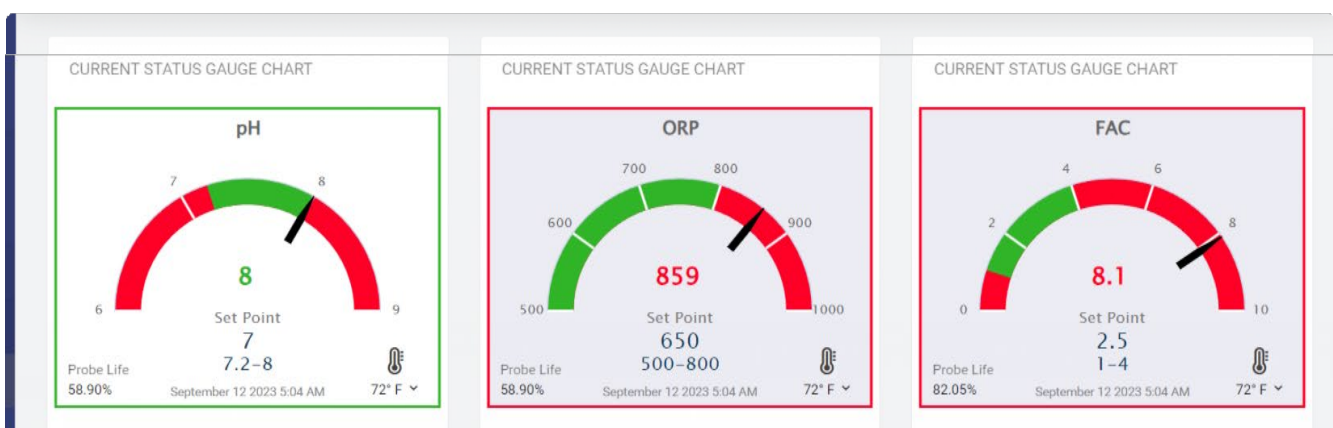 CURRENT STATUS GAUGE CHART
pH
7
8
6
9
8
Set Point
7
7.2–8
Probe Life
58.90%
September 12 2023 5:04 AM
72° F
CURRENT STATUS GAUGE CHART
ORP
700
800
600
900
500
1000
859
Set Point
650
500–800
Probe Life
58.90%
September 12 2023 5:04 AM
72° F
CURRENT STATUS GAUGE CHART
FAC
4
6
2
8
0
10
8.1
Set Point
2.5
1–4
Probe Life
82.05%
September 12 2023 5:04 AM
72° F